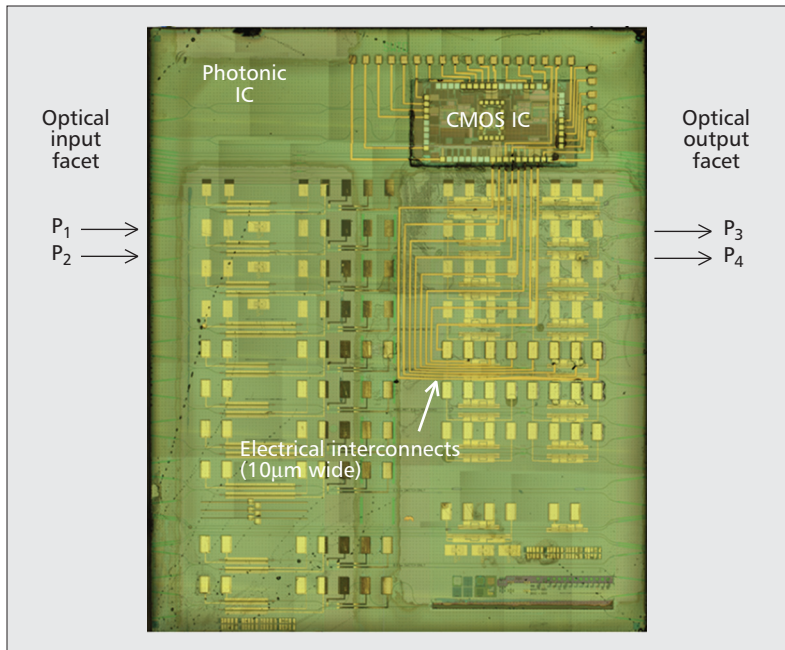 Photonic
IC
CMOS IC
Optical
input
facet
Optical
output
facet
P1
P2
P3
P4
Electrical interconnects
(10μm wide)